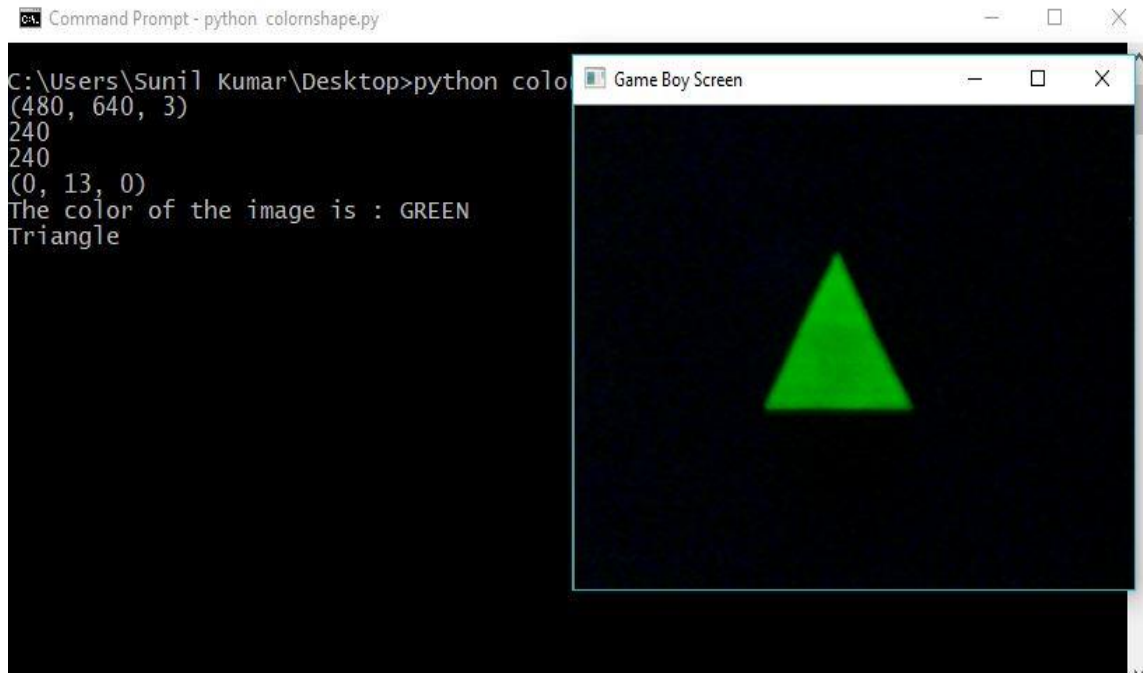 Command Prompt - python colornshape.py
C:\Users\Sunil Kumar\Desktop>python colo
(480, 640, 3)
240
240
(0, 13, 0)
The color of the image is : GREEN
Triangle
Game Boy Screen